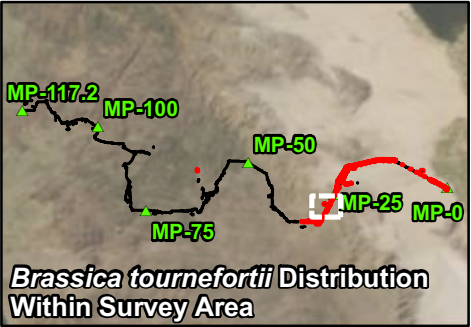 MP-117.2
MP-100
MP-50
MP-25
MP-0
MP-75
Brassica tournefortii Distribution
Within Survey Area